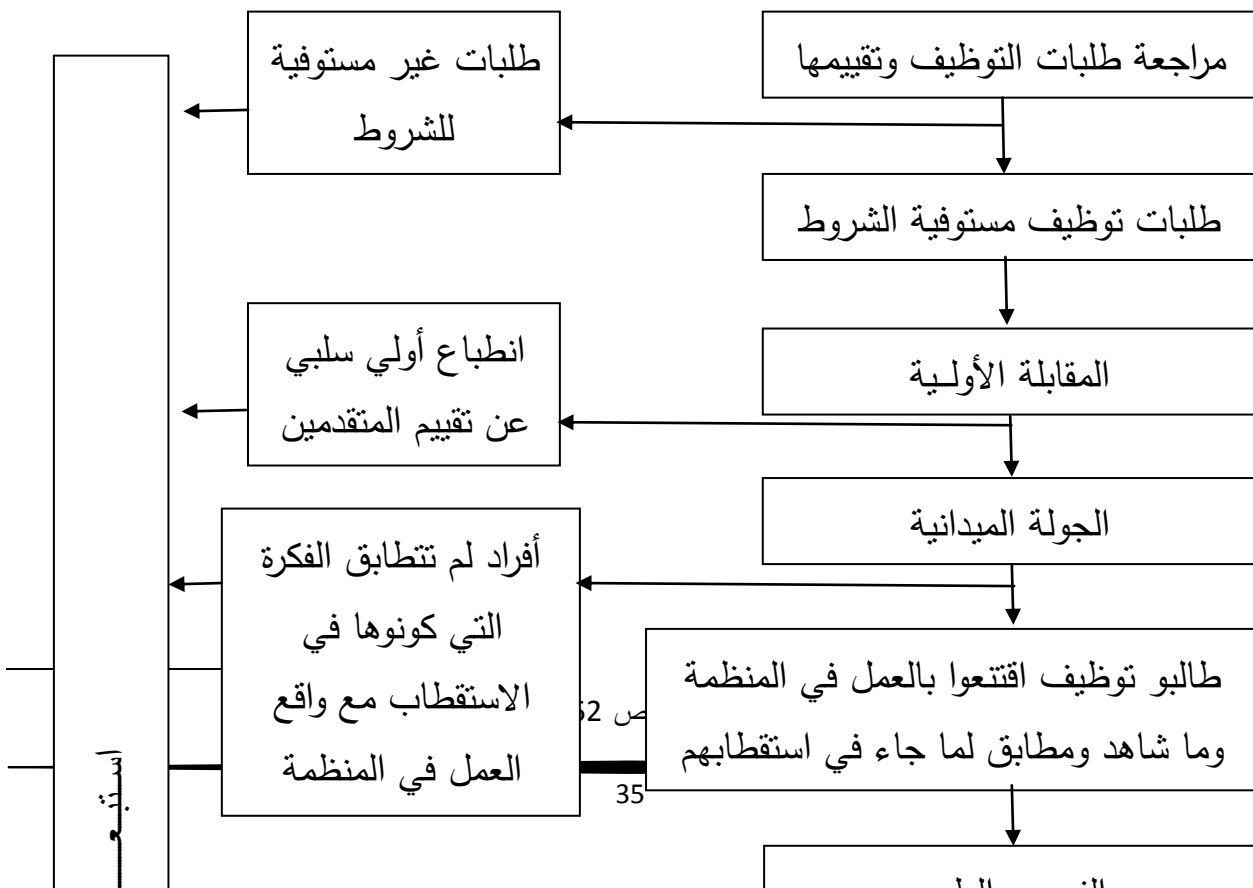 مراجعة طلبات التوظيف وتقييمها
طلبات غير مستوفية
للشروط
طلبات توظيف مستوفية الشروط
المقابلة الأولـية
انطباع أولي سلبي
عن تقييم المتقدمين
الجولة الميدانية
أفراد لم تتطابق الفكرة
التي كونوها في
الاستقطاب مع واقع
العمل في المنظمة
طالبو توظيف اقتنعوا بالعمل في المنظمة
وما شاهد ومطابق لما جاء في استقطابهم
ص
35